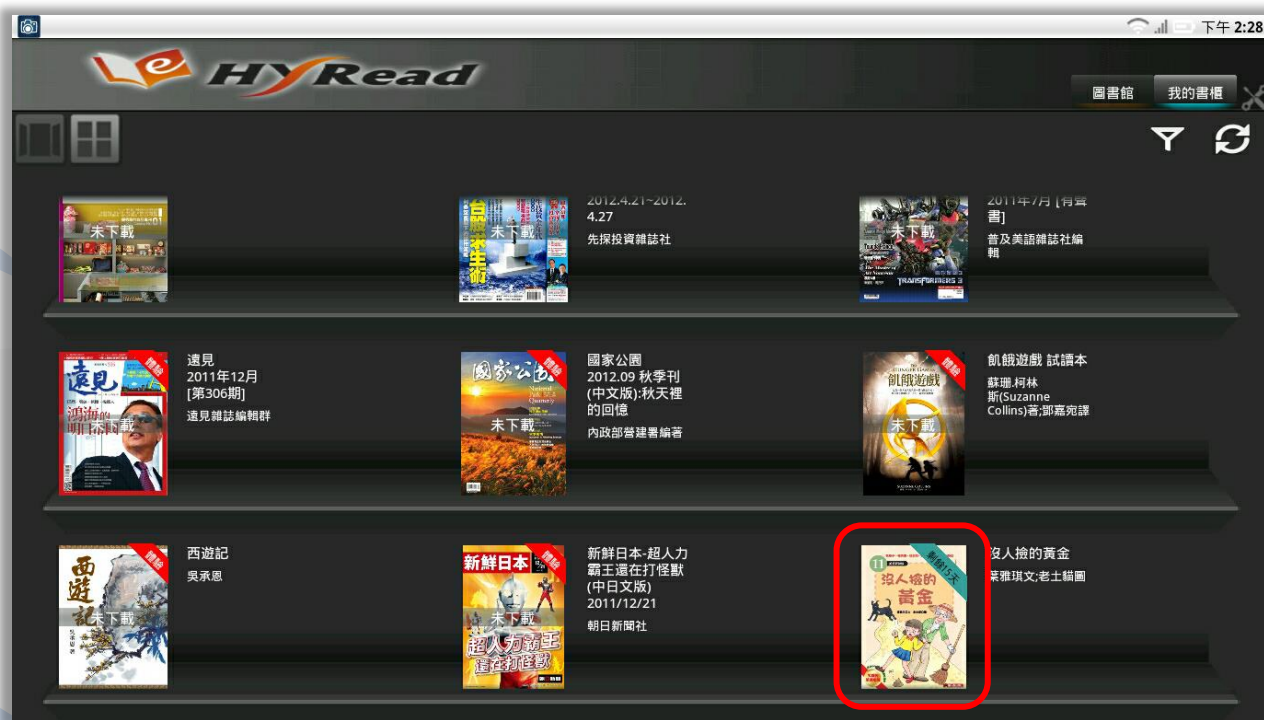 下午 2:28
HyRead
圖書館
我的書櫃
未下載
2012.4.21~2012.
4.27
先探投資雜誌社
未下載
2011年7月 [有聲
書]
普及美語雜誌社編
輯
未下載
TRANSFORMERS 3
遠見
2011年12月
[第306期]
遠見雜誌編輯群
遠見
體驗
未下載
國家公園
2012.09 秋季刊
(中文版):秋天裡
的回憶
內政部營建署編著
國家公園
National
Park
Quarterly
體驗
未下載
飢餓遊戲 試讀本
蘇珊.柯林
斯(Suzanne
Collins)著;鄧嘉宛譯
飢餓遊戲
體驗
未下載
西遊記
吳承恩
西遊記
體驗
未下載
新鮮日本-超人力
霸王還在打怪獸
(中日文版)
2011/12/21
朝日新聞社
新鮮日本
體驗
未下載
超人力霸王
還在打怪獸
沒人撿的黃金
葉雅琪文;老土貓圖
11
剩餘15天
沒人撿的
黃金